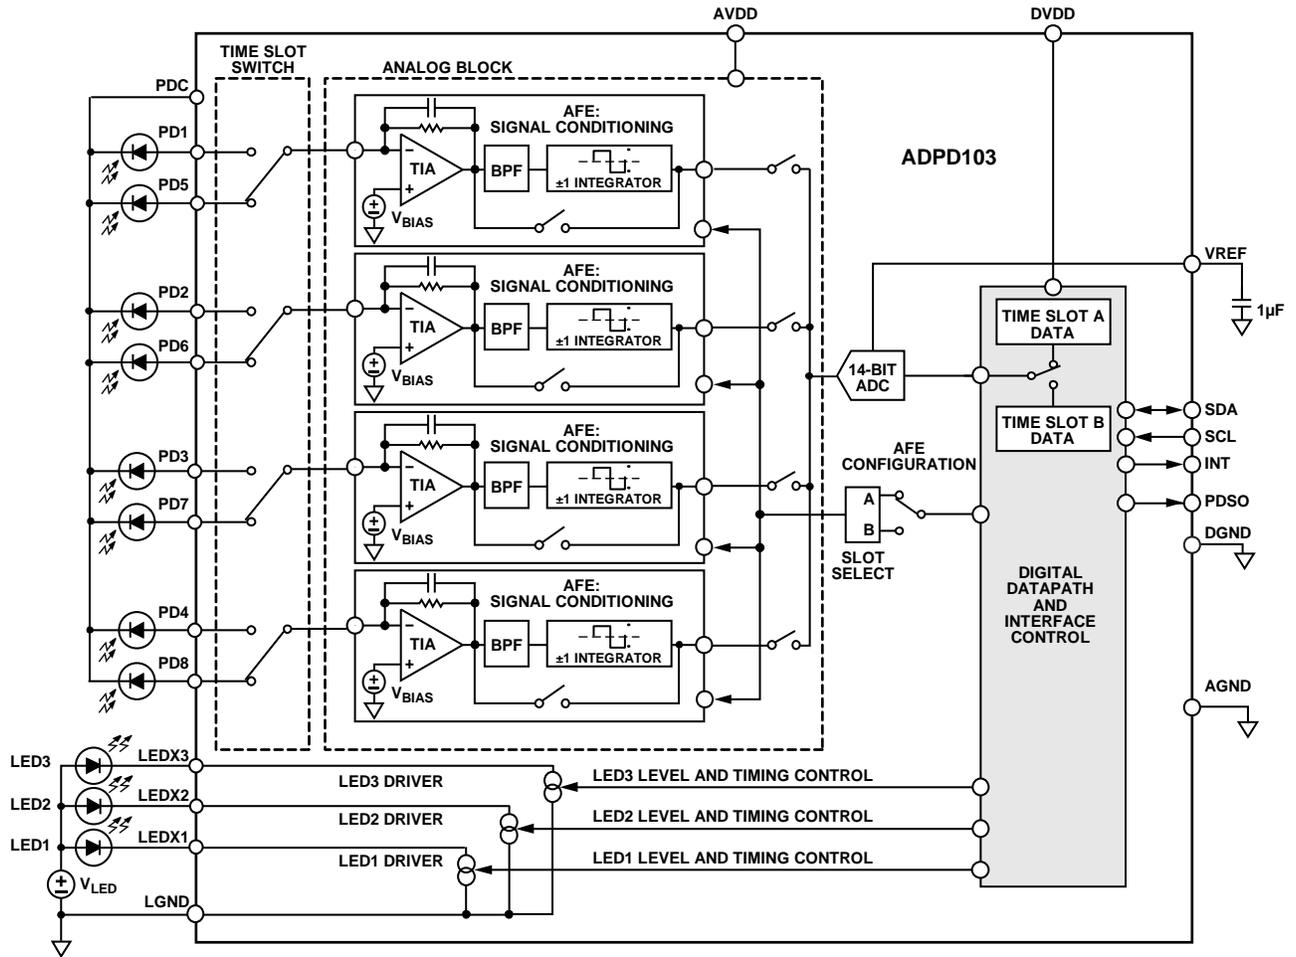 AVDD
DVDD
TIME SLOT
SWITCH
ANALOG BLOCK
PDC
PD1
PD5
PD2
PD6
PD3
PD7
PD4
PD8
AFE:
SIGNAL CONDITIONING
−
TIA
+
BPF
±1 INTEGRATOR
VBIAS
AFE:
SIGNAL CONDITIONING
−
TIA
+
BPF
±1 INTEGRATOR
VBIAS
AFE:
SIGNAL CONDITIONING
−
TIA
+
BPF
±1 INTEGRATOR
VBIAS
AFE:
SIGNAL CONDITIONING
−
TIA
+
BPF
±1 INTEGRATOR
VBIAS
ADPD103
VREF
1µF
TIME SLOT A
DATA
14-BIT
ADC
TIME SLOT B
DATA
SDA
SCL
INT
PDSO
DGND
AFE
CONFIGURATION
A
B
SLOT
SELECT
DIGITAL
DATAPATH
AND
INTERFACE
CONTROL
AGND
LED3
LEDX3
LED3 DRIVER
LED3 LEVEL AND TIMING CONTROL
LED2
LEDX2
LED2 DRIVER
LED2 LEVEL AND TIMING CONTROL
LED1
LEDX1
LED1 DRIVER
LED1 LEVEL AND TIMING CONTROL
VLED
LGND